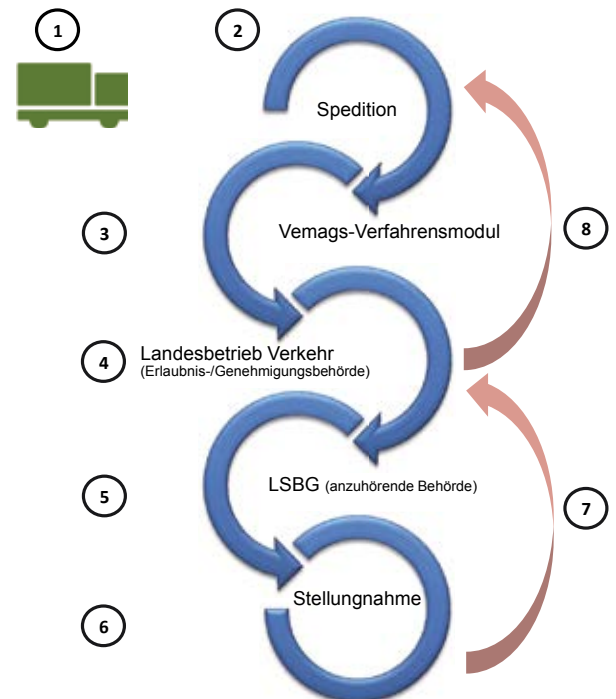 1
2
Spedition
3
Vemags-Verfahrensmodul
8
4
Landesbetrieb Verkehr
(Erlaubnis-/Genehmigungsbehörde)
5
LSBG (anzuhörende Behörde)
7
Stellungnahme
6